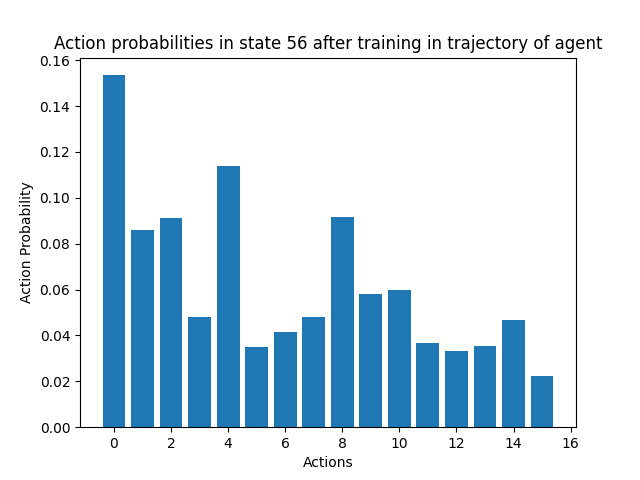 Action probabilities in state 56 after training in trajectory of agent
0.16
0.14
0.12
0.10
0.08
0.06
0.04
0.02
0.00
Action Probability
0 2 4 6 8 10 12 14 16
Actions